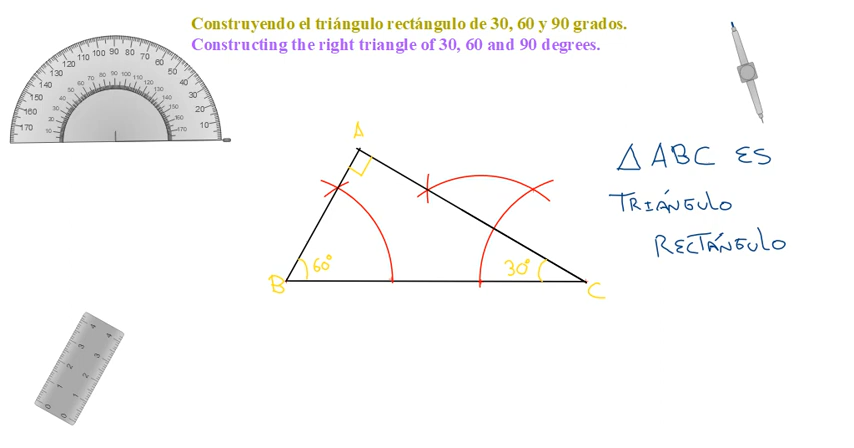 Construyendo el triángulo rectángulo de 30, 60 y 90 grados.
Constructing the right triangle of 30, 60 and 90 degrees.
A
△ ABC ES
TRIÁNGULO
RECTÁNGULO
60°
30°
B
C